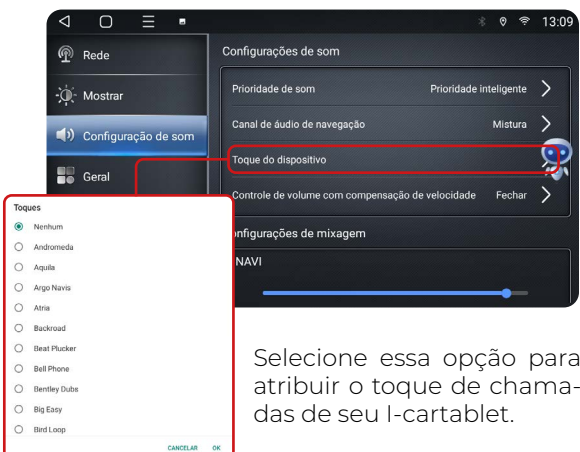 13:09
Rede
Mostrar
Configuração de som
Geral
Configurações de som
Prioridade de som Prioridade inteligente
Canal de áudio de navegação Mistura
Toque do dispositivo
Controle de volume com compensação de velocidade Fechar
onfigurações de mixagem
NAVI
Toques
Nenhum
Andromeda
Aquila
Argo Navis
Atria
Backroad
Beat Plucker
Bell Phone
Bentley Dubs
Big Easy
Bird Loop
CANCELAR OK
Selecione essa opção para
atribuir o toque de chama-
das de seu I-cartablet.